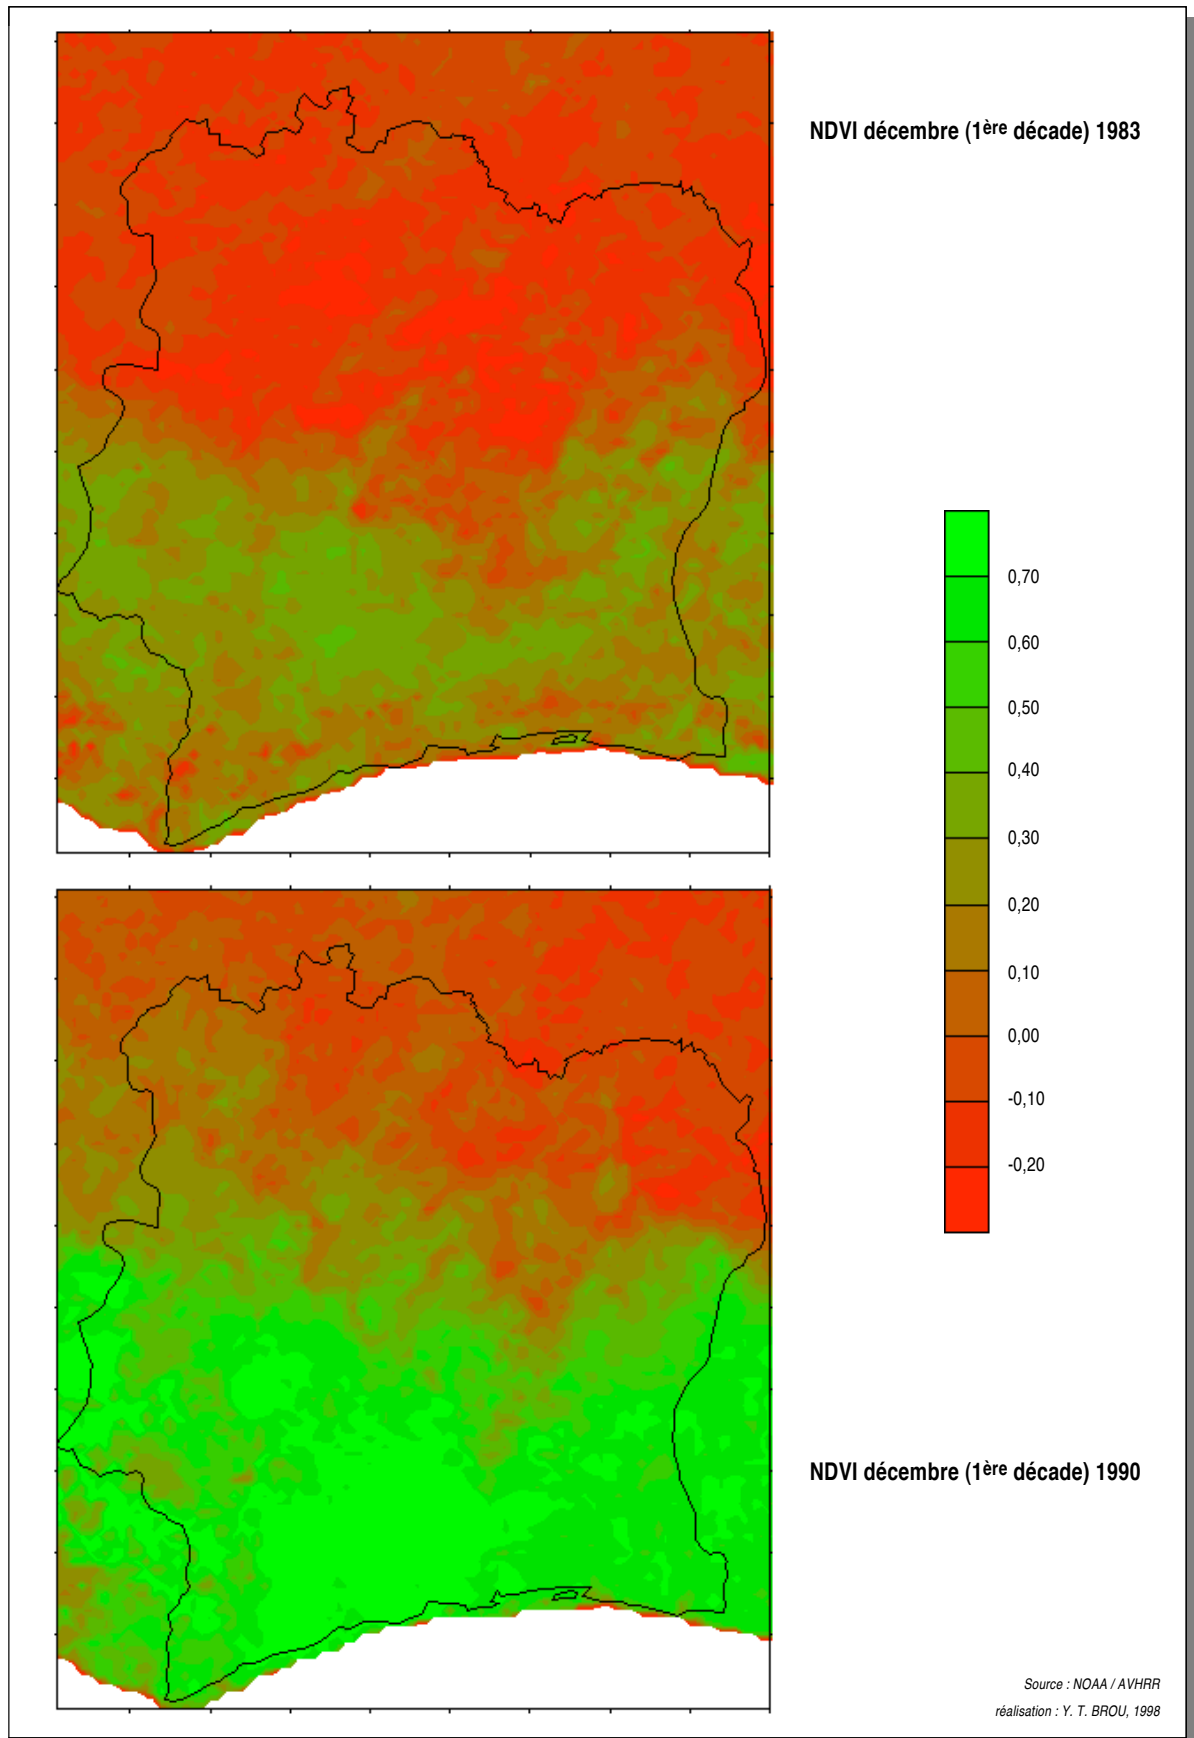 NDVI décembre (1ère décade) 1983
0,70
0,60
0,50
0,40
0,30
0,20
0,10
0,00
-0,10
-0,20
NDVI décembre (1ère décade) 1990
Source : NOAA / AVHRR
réalisation : Y. T. BROU, 1998